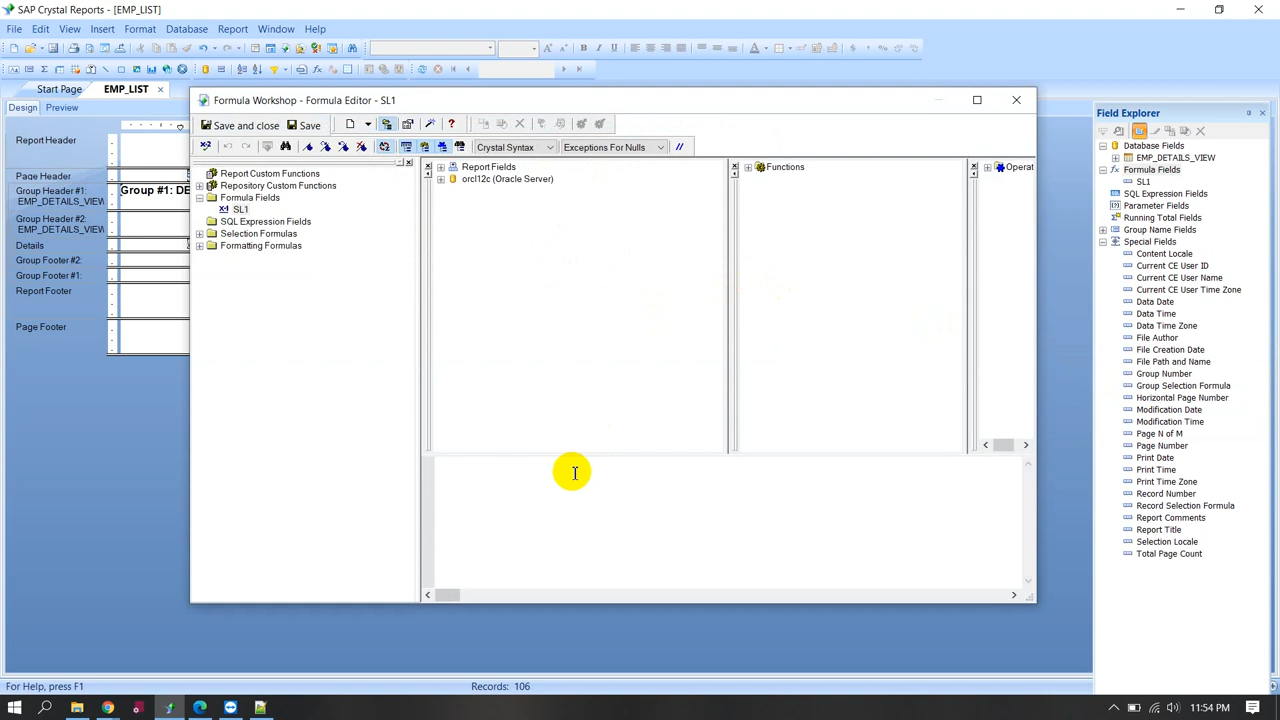 SAP Crystal Reports - [EMP_LIST]
File Edit View Insert Format Database Report Window Help
Start Page EMP_LIST
Design Preview
Report Header
Page Header
Group Header #1:
EMP_DETAILS_VIEW
Group #1: DE
Group Header #2:
EMP_DETAILS_VIEW
Details
Group Footer #2:
Group Footer #1:
Report Footer
Page Footer
Formula Workshop - Formula Editor - SL1
Save and close Save
Crystal Syntax Exceptions For Nulls //
Report Custom Functions
Repository Custom Functions
Formula Fields
SL1
SQL Expression Fields
Selection Formulas
Formatting Formulas
Report Fields
orcl12c (Oracle Server)
Functions
Operat
Field Explorer
Database Fields
EMP_DETAILS_VIEW
Formula Fields
SL1
SQL Expression Fields
Parameter Fields
Running Total Fields
Group Name Fields
Special Fields
Content Locale
Current CE User ID
Current CE User Name
Current CE User Time Zone
Data Date
Data Time
Data Time Zone
File Author
File Creation Date
File Path and Name
Group Number
Group Selection Formula
Horizontal Page Number
Modification Date
Modification Time
Page N of M
Page Number
Print Date
Print Time
Print Time Zone
Record Number
Record Selection Formula
Report Comments
Report Title
Selection Locale
Total Page Count
For Help, press F1
Records: 106
11:54 PM